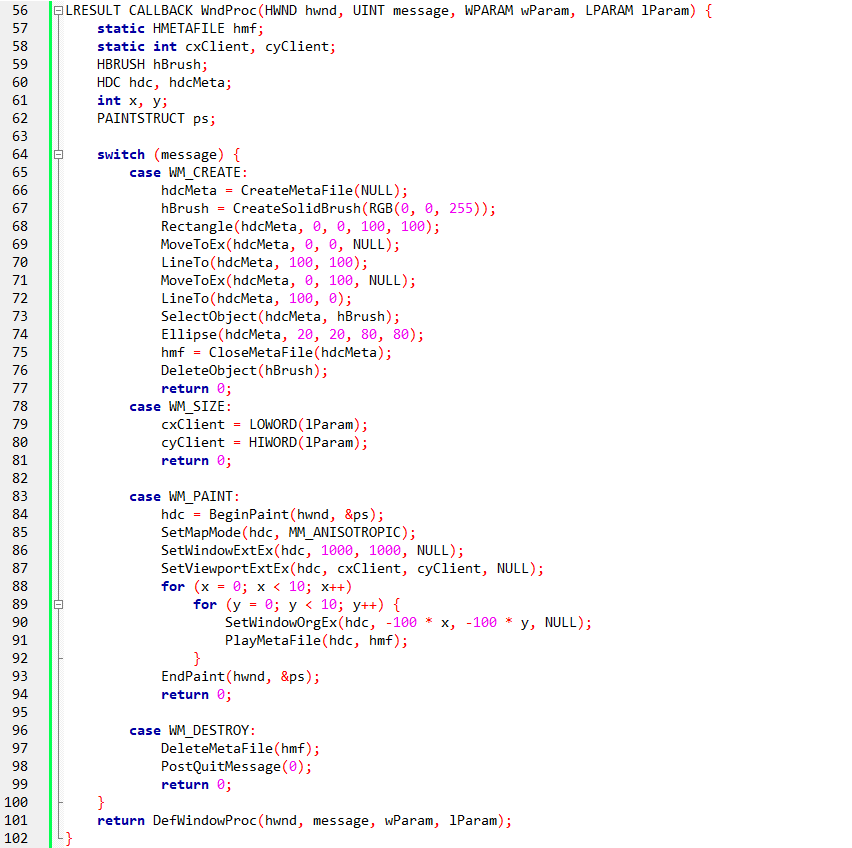 56 LRESULT CALLBACK WndProc(HWND hwnd, UINT message, WPARAM wParam, LPARAM lParam) {
57     static HMETAFILE hmf;
58     static int cxClient, cyClient;
59     HBRUSH hBrush;
60     HDC hdc, hdcMeta;
61     int x, y;
62     PAINTSTRUCT ps;
63
64     switch (message) {
65         case WM_CREATE:
66             hdcMeta = CreateMetaFile(NULL);
67             hBrush = CreateSolidBrush(RGB(0, 0, 255));
68             Rectangle(hdcMeta, 0, 0, 100, 100);
69             MoveToEx(hdcMeta, 0, 0, NULL);
70             LineTo(hdcMeta, 100, 100);
71             MoveToEx(hdcMeta, 0, 100, NULL);
72             LineTo(hdcMeta, 100, 0);
73             SelectObject(hdcMeta, hBrush);
74             Ellipse(hdcMeta, 20, 20, 80, 80);
75             hmf = CloseMetaFile(hdcMeta);
76             DeleteObject(hBrush);
77             return 0;
78         case WM_SIZE:
79             cxClient = LOWORD(lParam);
80             cyClient = HIWORD(lParam);
81             return 0;
82
83         case WM_PAINT:
84             hdc = BeginPaint(hwnd, &ps);
85             SetMapMode(hdc, MM_ANISOTROPIC);
86             SetWindowExtEx(hdc, 1000, 1000, NULL);
87             SetViewportExtEx(hdc, cxClient, cyClient, NULL);
88             for (x = 0; x < 10; x++)
89                 for (y = 0; y < 10; y++) {
90                     SetWindowOrgEx(hdc, -100 * x, -100 * y, NULL);
91                     PlayMetaFile(hdc, hmf);
92                 }
93             EndPaint(hwnd, &ps);
94             return 0;
95
96         case WM_DESTROY:
97             DeleteMetaFile(hmf);
98             PostQuitMessage(0);
99             return 0;
100     }
101     return DefWindowProc(hwnd, message, wParam, lParam);
102 }